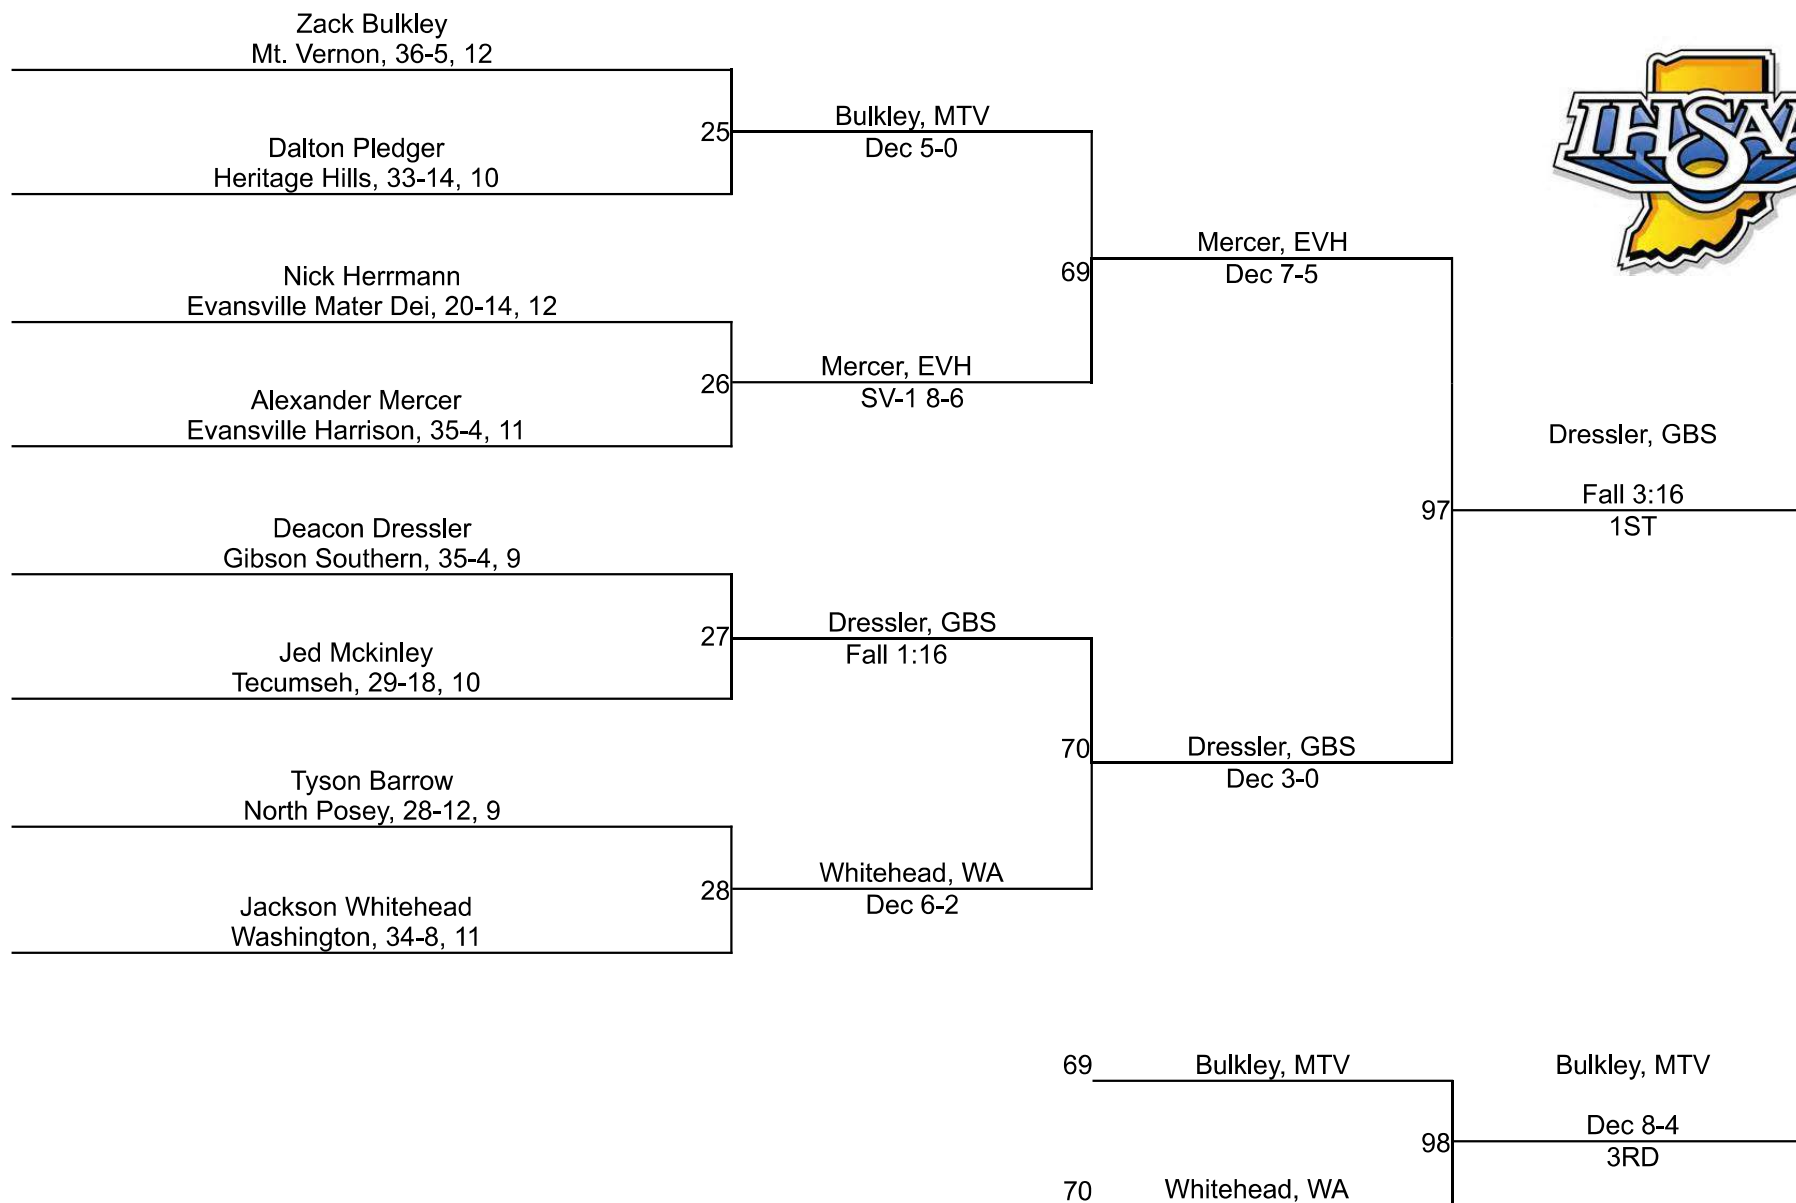 Zack Bulkley
Mt. Vernon, 36-5, 12
25
Bulkley, MTV
Dec 5-0
Dalton Pledger
Heritage Hills, 33-14, 10
IHSAA
Mercer, EVH
Dec 7-5
69
Nick Herrmann
Evansville Mater Dei, 20-14, 12
26
Mercer, EVH
SV-1 8-6
Alexander Mercer
Evansville Harrison, 35-4, 11
Dressler, GBS
97
Fall 3:16
1ST
Deacon Dressler
Gibson Southern, 35-4, 9
27
Dressler, GBS
Fall 1:16
Jed Mckinley
Tecumseh, 29-18, 10
70
Dressler, GBS
Dec 3-0
Tyson Barrow
North Posey, 28-12, 9
28
Whitehead, WA
Dec 6-2
Jackson Whitehead
Washington, 34-8, 11
69
Bulkley, MTV
Bulkley, MTV
98
Dec 8-4
3RD
70
Whitehead, WA